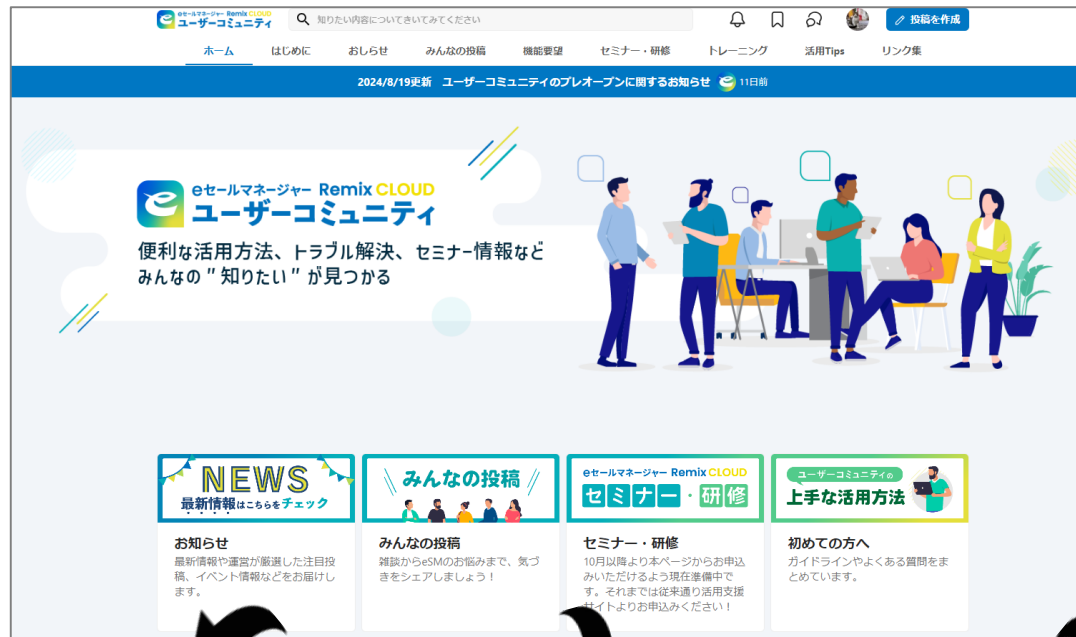 eセールマネージャー Remix CLOUD
ユーザーコミュニティ
知りたい内容についてきいてみてください
投稿を作成
ホーム はじめに おしらせ みんなの投稿 機能要望 セミナー・研修 トレーニング 活用Tips リンク集
2024/8/19更新 ユーザーコミュニティのプレオープンに関するお知らせ 11日前
eセールマネージャー Remix CLOUD
ユーザーコミュニティ
便利な活用方法、トラブル解決、セミナー情報など
みんなの"知りたい"が見つかる
NEWS
最新情報はこちらをチェック
お知らせ
最新情報や運営が厳選した注目投
稿、イベント情報などをお届けし
ます。
みんなの投稿
みんなの投稿
雑談からeSMのお悩みまで、気づ
きをシェアしましょう！
eセールマネージャー Remix CLOUD
セミナー・研修
セミナー・研修
10月以降より本ページからお申込
みいただけるよう現在準備中で
す。それまでは従来通り活用支援
サイトよりお申込みください！
ユーザーコミュニティの
上手な活用方法
初めての方へ
ガイドラインやよくある質問をま
とめています。